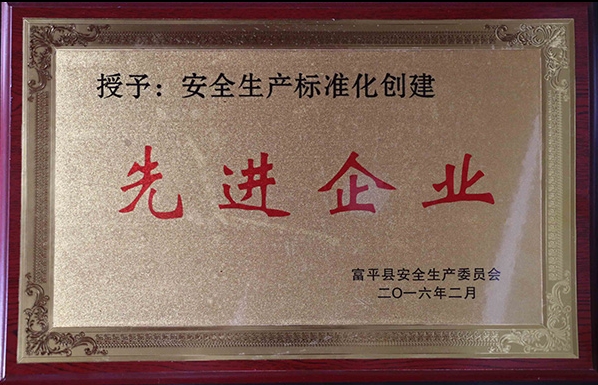 授予：安全生产标准化创建
先进企业
富平县安全生产委员会
二〇一六年二月